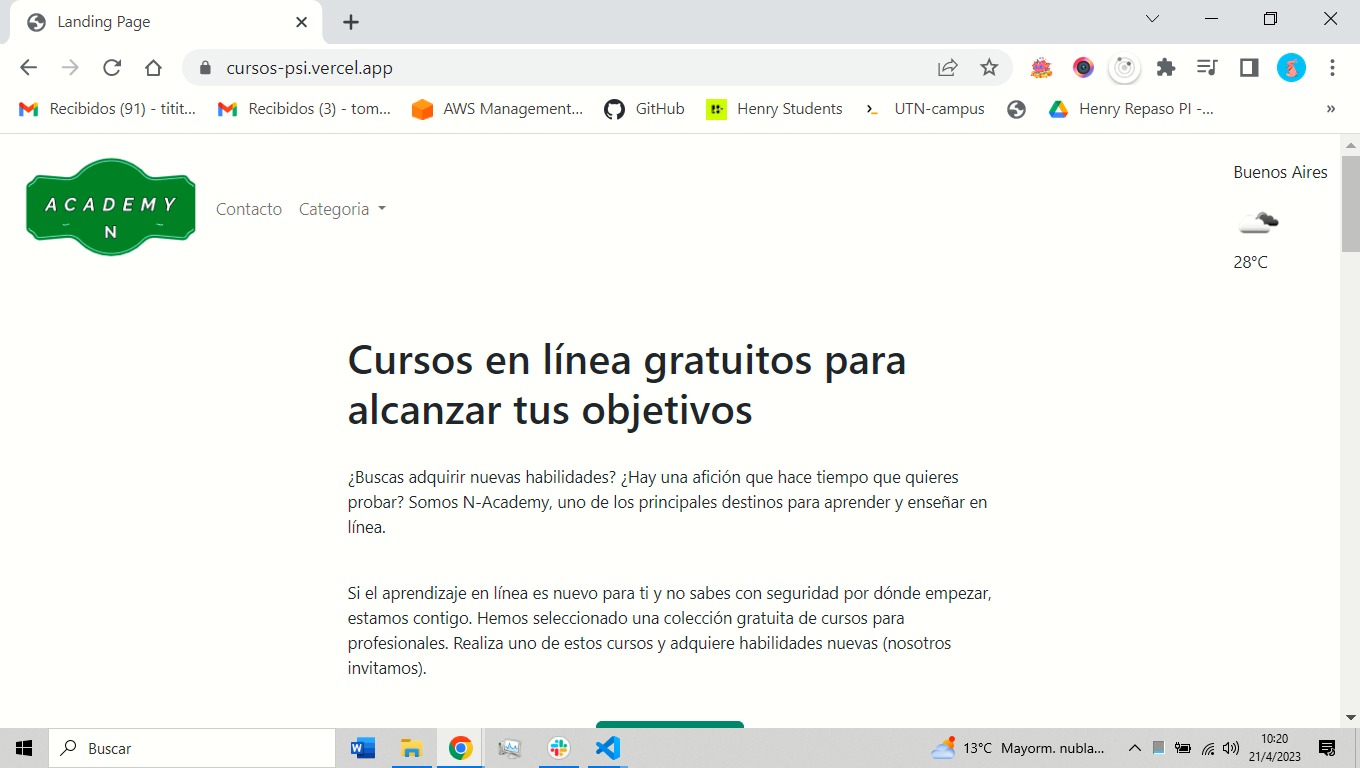 Landing Page
cursos-psi.vercel.app
Recibidos (91) - titit...
Recibidos (3) - tom...
AWS Management...
GitHub
Henry Students
UTN-campus
Henry Repaso PI -...
»
ACADEMY
N
Contacto
Categoria
Buenos Aires
28°C
Cursos en línea gratuitos para
alcanzar tus objetivos
¿Buscas adquirir nuevas habilidades? ¿Hay una afición que hace tiempo que quieres
probar? Somos N-Academy, uno de los principales destinos para aprender y enseñar en
línea.
Si el aprendizaje en línea es nuevo para ti y no sabes con seguridad por dónde empezar,
estamos contigo. Hemos seleccionado una colección gratuita de cursos para
profesionales. Realiza uno de estos cursos y adquiere habilidades nuevas (nosotros
invitamos).
Buscar
13°C Mayorm. nubla...
10:20
21/4/2023